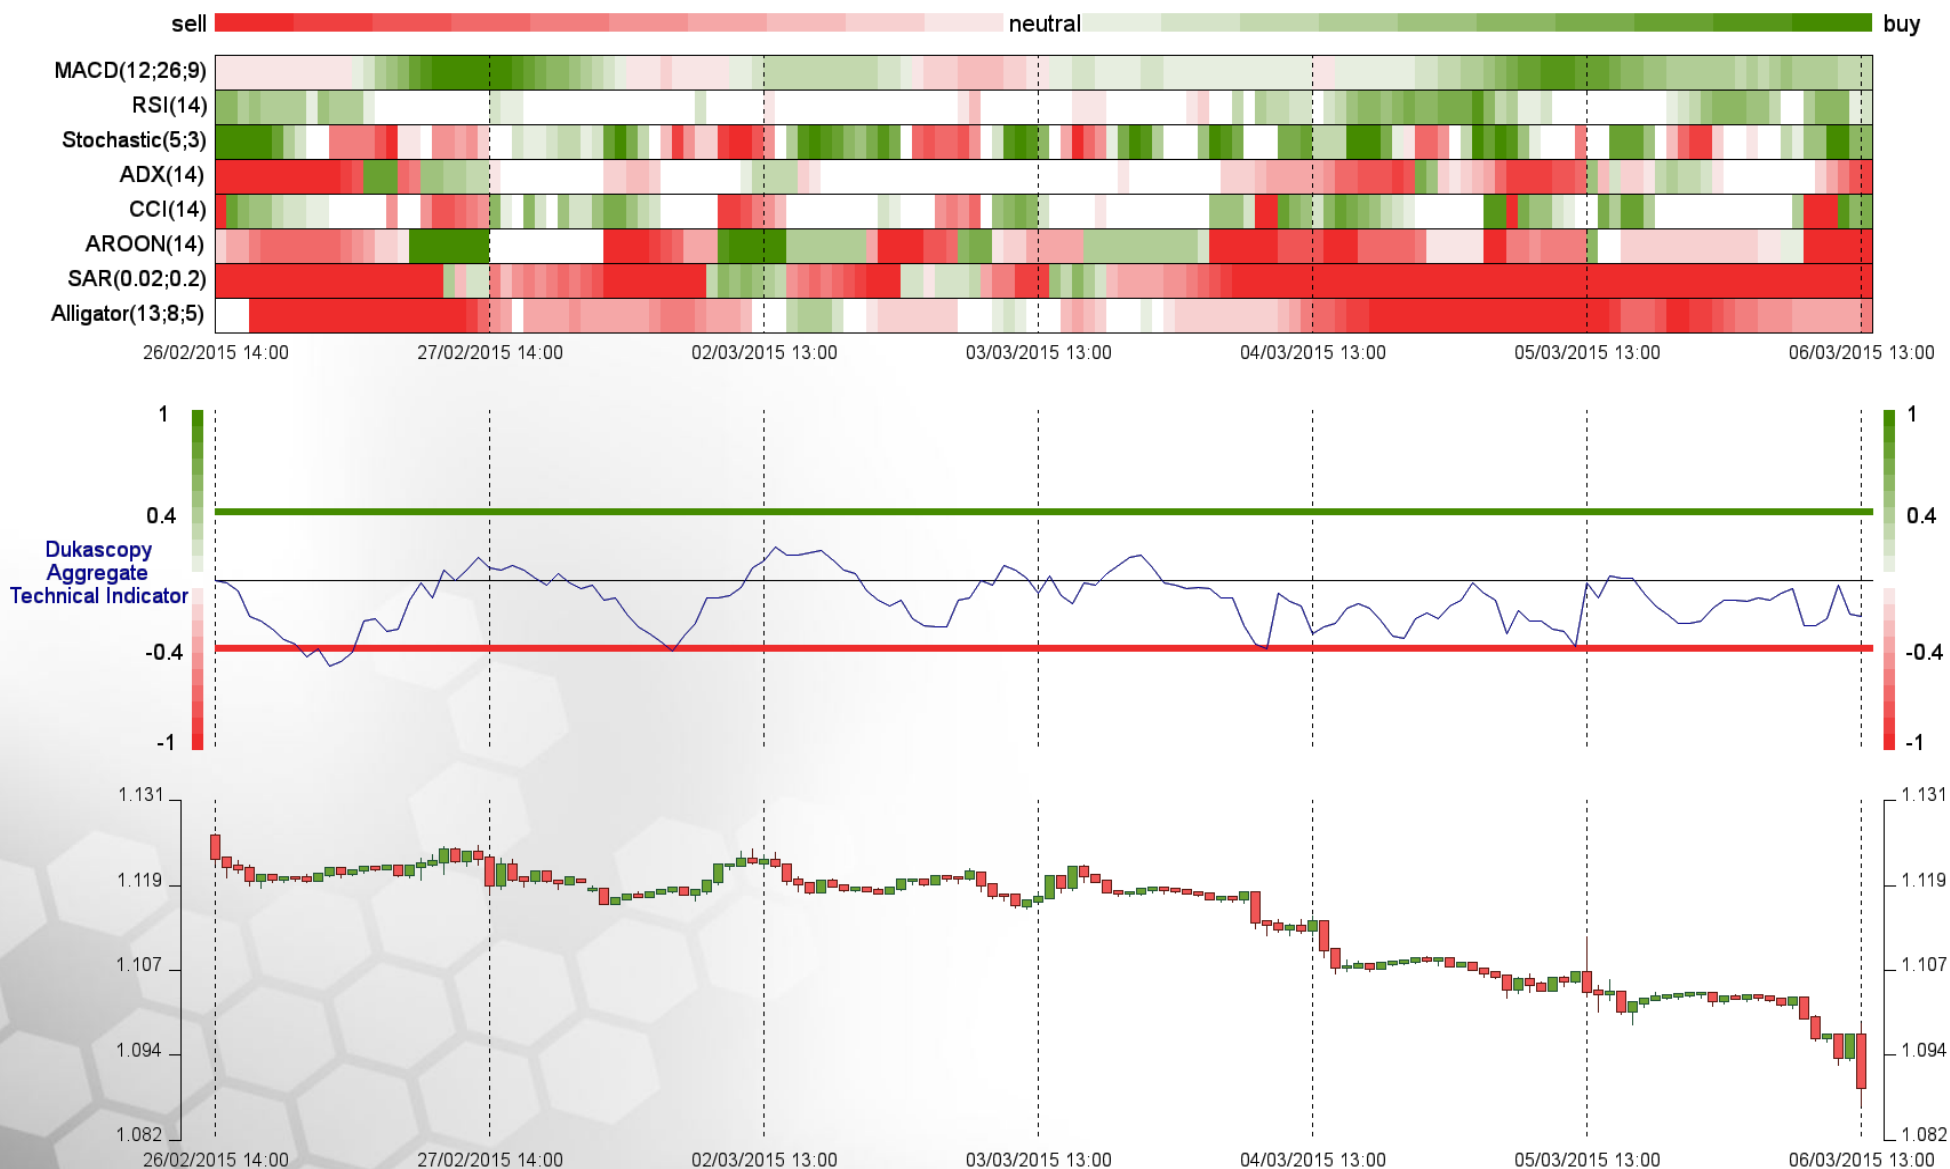 sell neutral buy
MACD(12;26;9)
RSI(14)
Stochastic(5;3)
ADX(14)
CCI(14)
AROON(14)
SAR(0.02;0.2)
Alligator(13;8;5)
26/02/2015 14:00 27/02/2015 14:00 02/03/2015 13:00 03/03/2015 13:00 04/03/2015 13:00 05/03/2015 13:00 06/03/2015 13:00
1 1
0.4 0.4
Dukascopy
Aggregate
Technical Indicator
-0.4 -0.4
-1 -1
1.131 1.131
1.119 1.119
1.107 1.107
1.094 1.094
1.082 1.082
26/02/2015 14:00 27/02/2015 14:00 02/03/2015 13:00 03/03/2015 13:00 04/03/2015 13:00 05/03/2015 13:00 06/03/2015 13:00